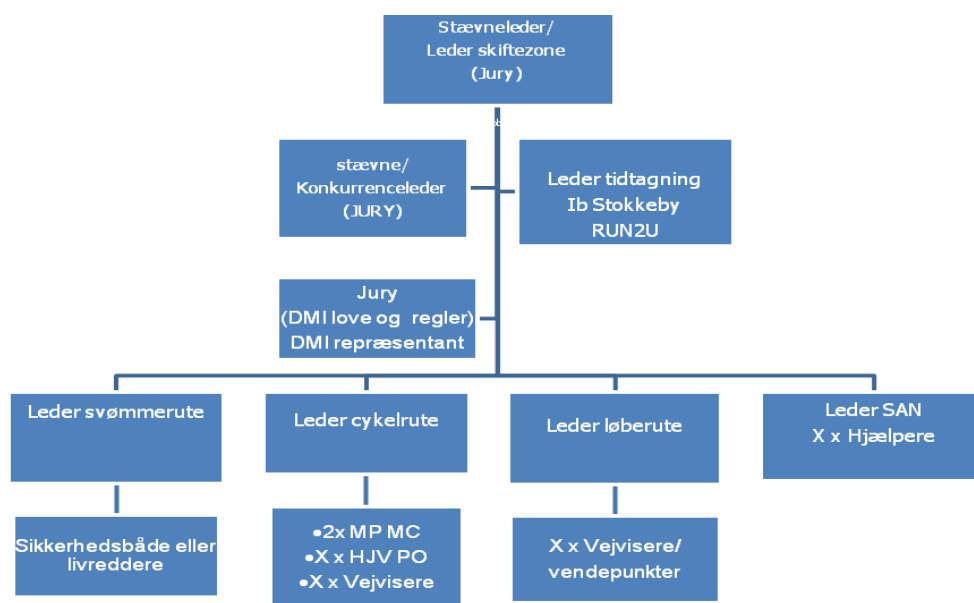 Stævneleder/
Leder skiftezone
(Jury)
stævne/
Konkurrenceleder
(JURY)
Leder tidtagning
Ib Stokkeby
RUN2U
Jury
(DMI love og regler)
DMI repræsentant
Leder svømmerute
Leder cykelrute
Leder løberute
Leder SAN
X x Hjælpere
Sikkerhedsbåde eller
livreddere
•2x MP MC
•X x HJV PO
•X x Vejvisere
X x Vejvisere/
vendepunkter